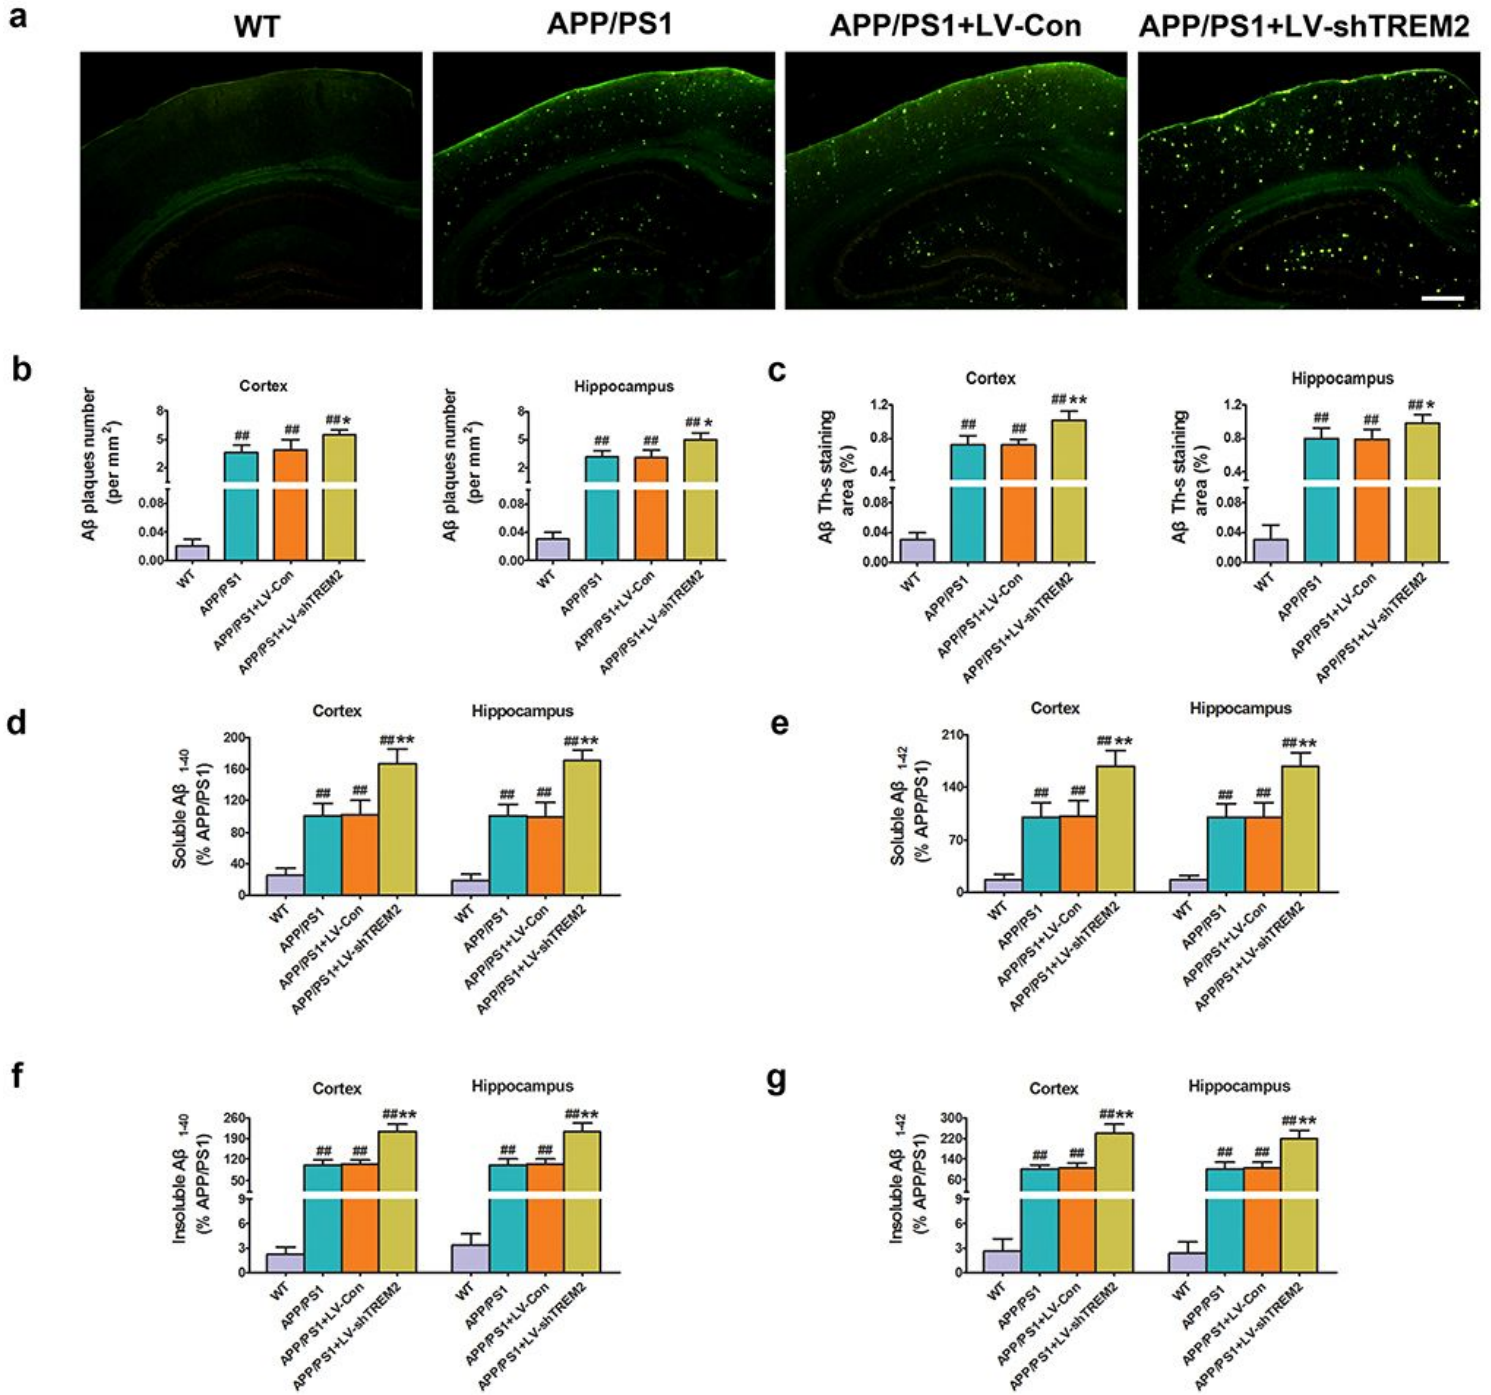 a
WT
APP/PS1
APP/PS1+LV-Con
APP/PS1+LV-shTREM2
b
Cortex
Aβ plaques number
(per mm 2)
8
5
2
0.08
0.04
0.00
##
##
##*
WT
APP/PS1
APP/PS1+LV-Con
APP/PS1+LV-shTREM2
Hippocampus
Aβ plaques number
(per mm 2)
8
5
2
0.08
0.04
0.00
##
##
## *
WT
APP/PS1
APP/PS1+LV-Con
APP/PS1+LV-shTREM2
c
Cortex
Aβ Th-s staining
area (%)
1.2
0.8
0.4
0.08
0.04
0.00
##
##
## **
WT
APP/PS1
APP/PS1+LV-Con
APP/PS1+LV-shTREM2
Hippocampus
Aβ Th-s staining
area (%)
1.2
0.8
0.4
0.08
0.04
0.00
##
##
## *
WT
APP/PS1
APP/PS1+LV-Con
APP/PS1+LV-shTREM2
d
Cortex
Hippocampus
Soluble Aβ 1-40
(% APP/PS1)
200
160
120
80
40
0
##
##
##**
##
##
##**
WT
APP/PS1
APP/PS1+LV-Con
APP/PS1+LV-shTREM2
WT
APP/PS1
APP/PS1+LV-Con
APP/PS1+LV-shTREM2
e
Cortex
Hippocampus
Soluble Aβ 1-42
(% APP/PS1)
210
140
70
0
##
##
##**
##
##
##**
WT
APP/PS1
APP/PS1+LV-Con
APP/PS1+LV-shTREM2
WT
APP/PS1
APP/PS1+LV-Con
APP/PS1+LV-shTREM2
f
Cortex
Hippocampus
Insoluble Aβ 1-40
(% APP/PS1)
260
190
120
50
9
6
3
0
##
##
##**
##
##
##**
WT
APP/PS1
APP/PS1+LV-Con
APP/PS1+LV-shTREM2
WT
APP/PS1
APP/PS1+LV-Con
APP/PS1+LV-shTREM2
g
Cortex
Hippocampus
Insoluble Aβ 1-42
(% APP/PS1)
300
220
140
60
9
6
3
0
##
##
##**
##
##
##**
WT
APP/PS1
APP/PS1+LV-Con
APP/PS1+LV-shTREM2
WT
APP/PS1
APP/PS1+LV-Con
APP/PS1+LV-shTREM2